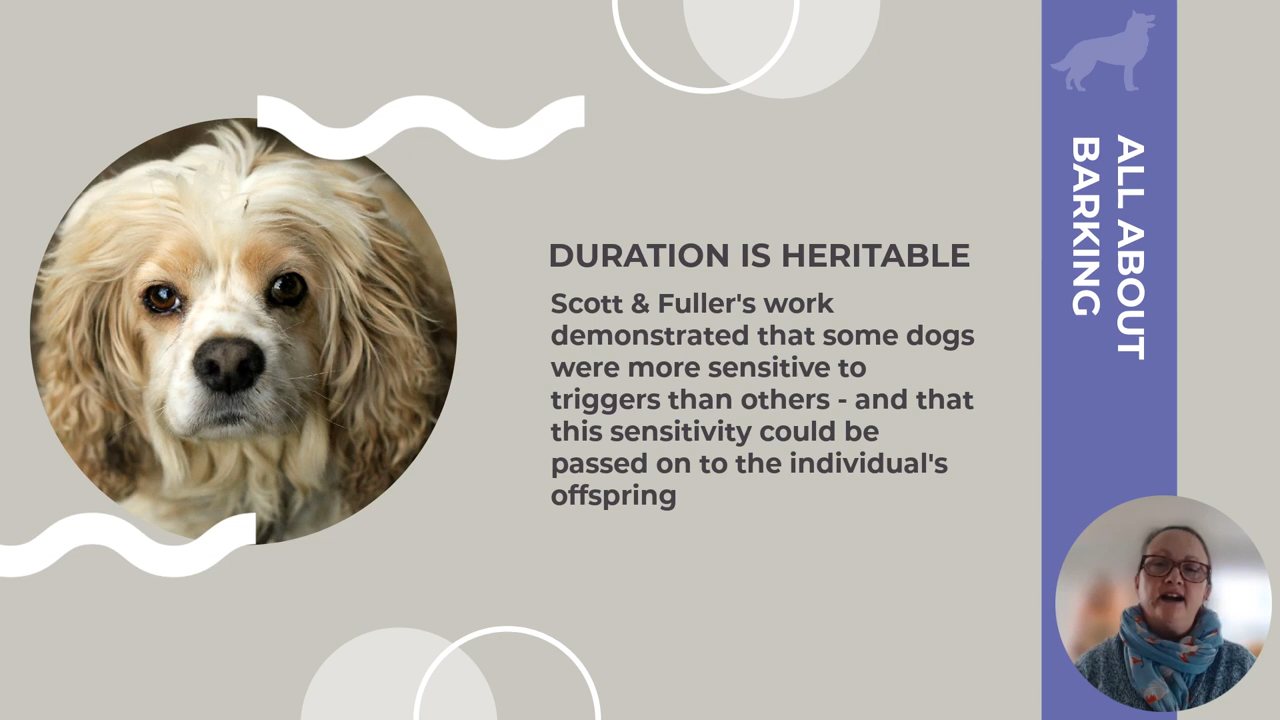 DURATION IS HERITABLE
Scott & Fuller's work
demonstrated that some dogs
were more sensitive to
triggers than others - and that
this sensitivity could be
passed on to the individual's
offspring
ALL ABOUT
BARKING